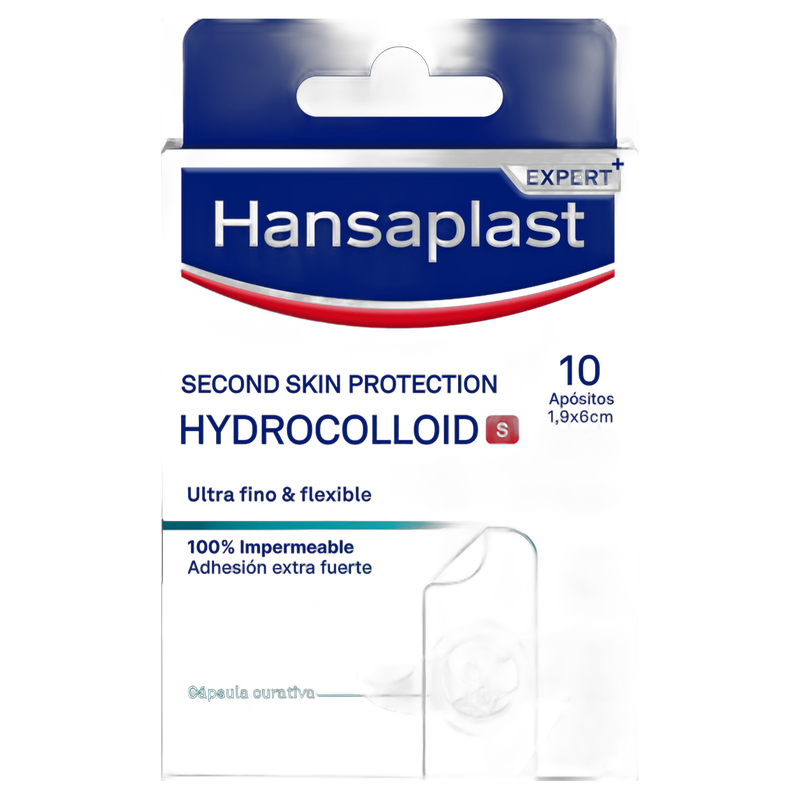 EXPERT+
Hansaplast
SECOND SKIN PROTECTION
HYDROCOLLOID S
10
Apósitos
1,9x6cm
Ultra fino & flexible
100% Impermeable
Adhesión extra fuerte
Cápsula curativa